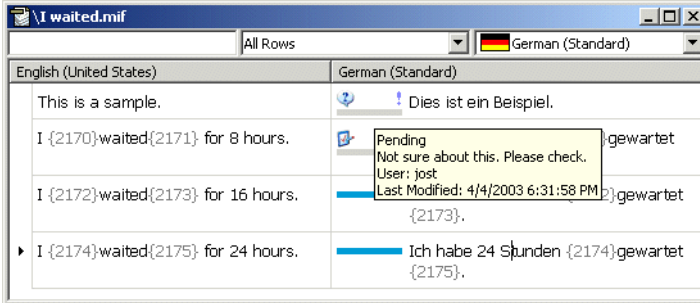 \I waited.mif
All Rows
German (Standard)
English (United States) German (Standard)
This is a sample. ! Dies ist ein Beispiel.
I {2170}waited{2171} for 8 hours. }gewartet
Pending
Not sure about this. Please check.
User: jost
Last Modified: 4/4/2003 6:31:58 PM
I {2172}waited{2173} for 16 hours. 2}gewartet
{2173}.
I {2174}waited{2175} for 24 hours. Ich habe 24 Stunden {2174}gewartet
{2175}.